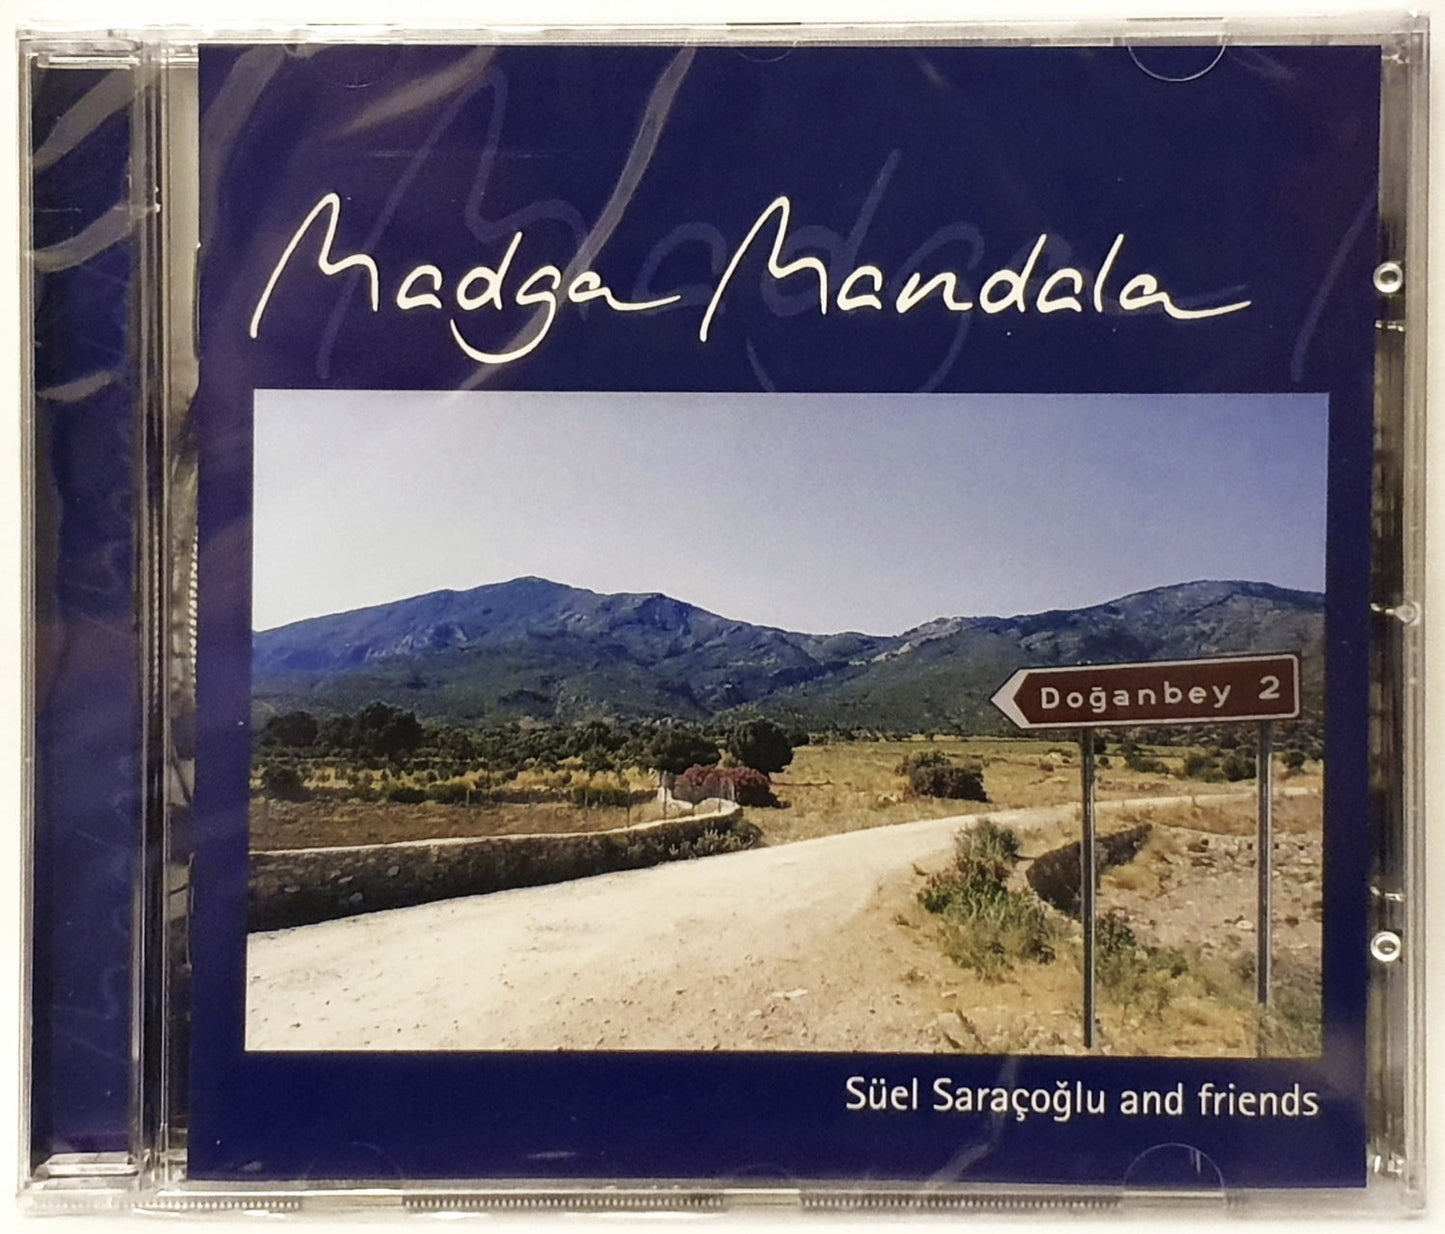 Madga Mandala
Doğanbey 2
Süel Saraçoğlu and friends